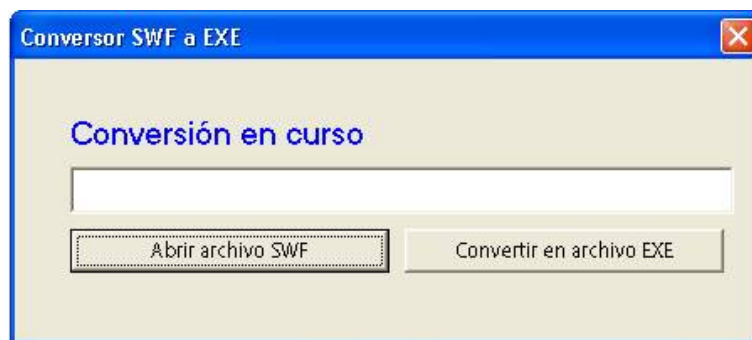 Conversor SWF a EXE
Conversión en curso
Abrir archivo SWF
Convertir en archivo EXE